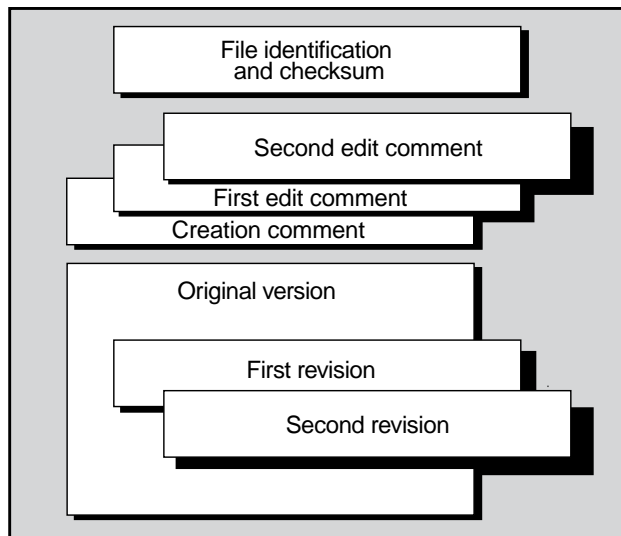 File identification
and checksum
Second edit comment
First edit comment
Creation comment
Original version
First revision
Second revision